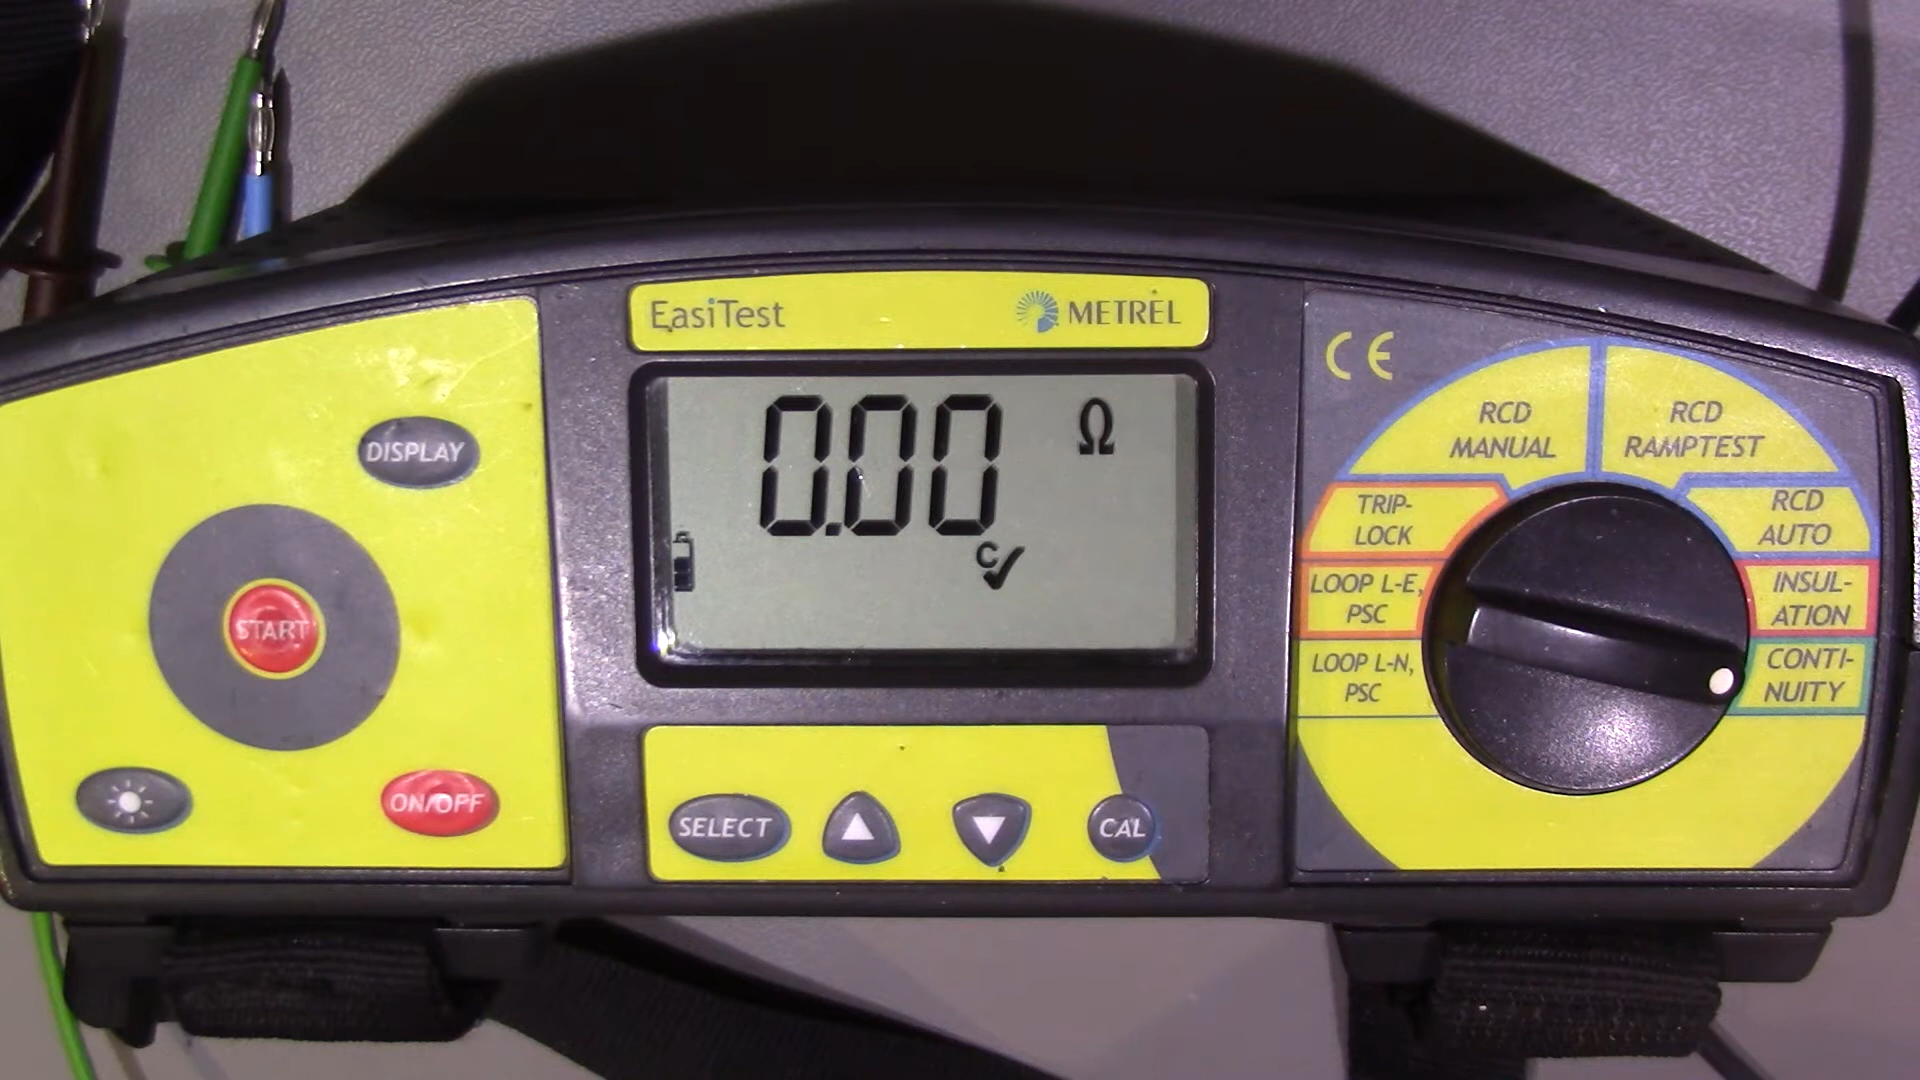 EasiTest METREL
CE
DISPLAY
START
ON/OFF
0.00 Ω
C✓
SELECT
CAL
RCD
MANUAL
RCD
RAMPTEST
TRIP-
LOCK
RCD
AUTO
LOOP L-E,
PSC
INSUL-
ATION
LOOP L-N,
PSC
CONTI-
NUITY